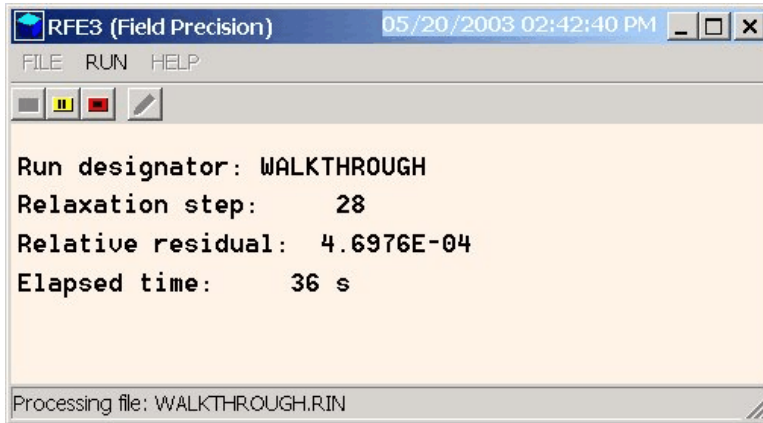 RFE3 (Field Precision) 05/20/2003 02:42:40 PM
FILE RUN HELP
Run designator: WALKTHROUGH
Relaxation step: 28
Relative residual: 4.6976E-04
Elapsed time: 36 s
Processing file: WALKTHROUGH.RIN